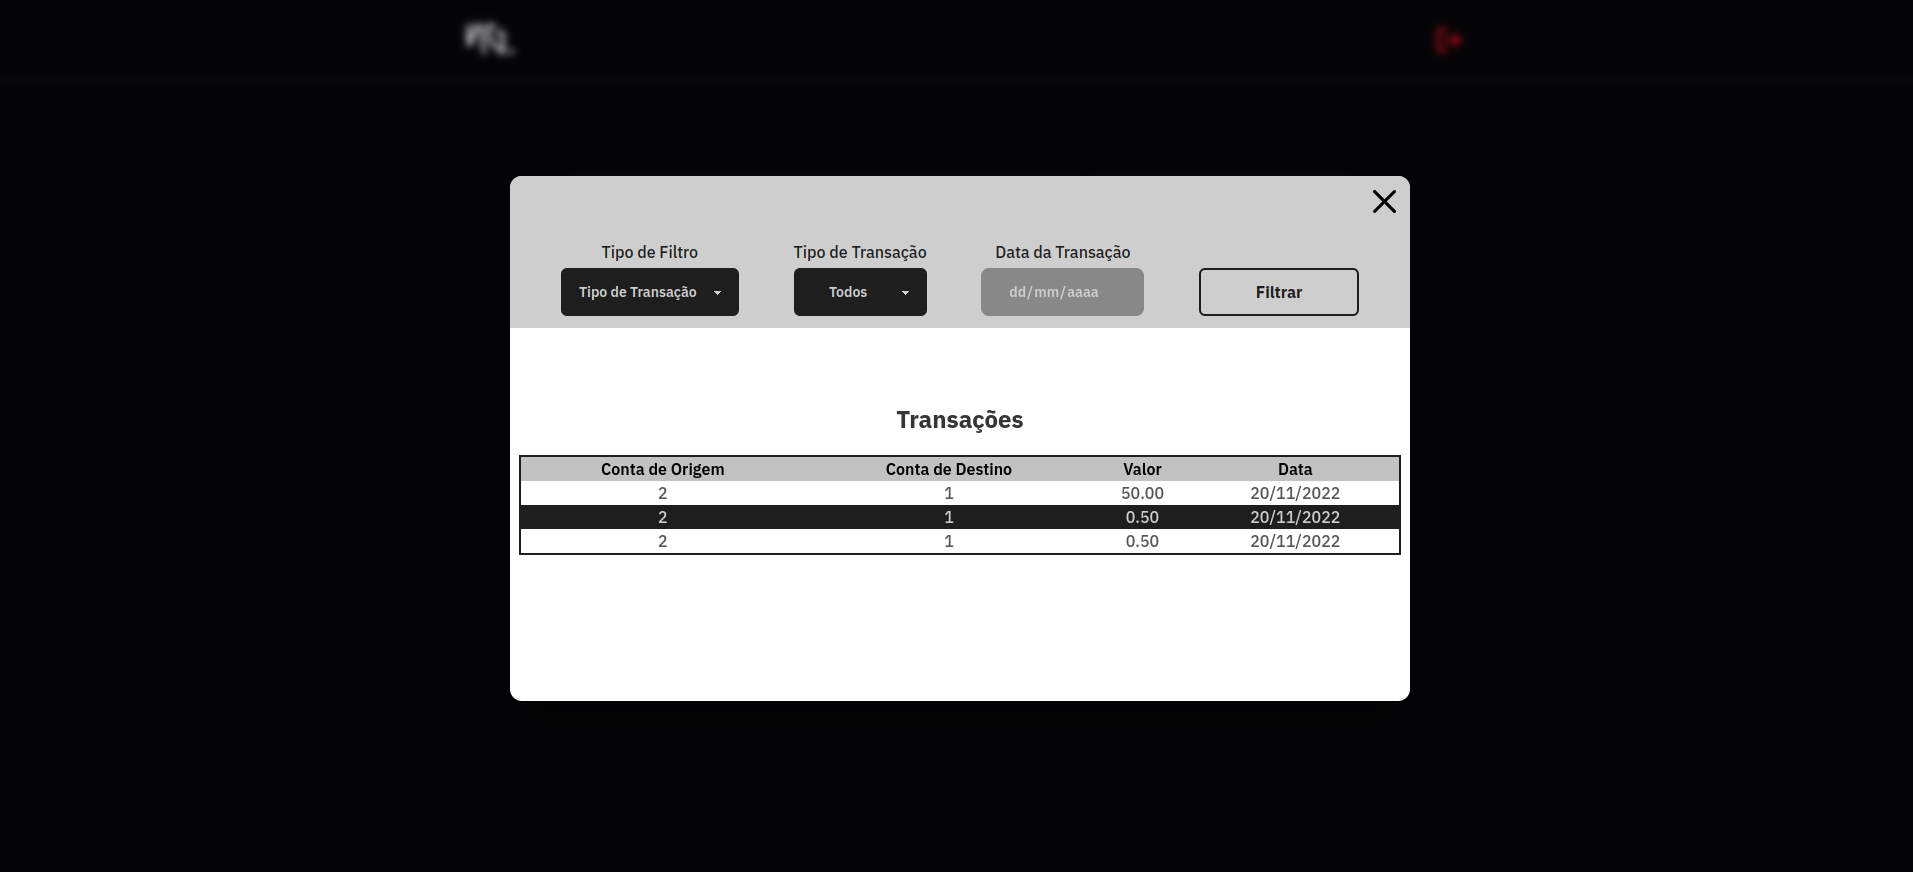 Tipo de Filtro Tipo de Transação Data da Transação
Tipo de Transação Todos dd/mm/aaaa Filtrar
Transações
Conta de Origem Conta de Destino Valor Data
2 1 50.00 20/11/2022
2 1 0.50 20/11/2022
2 1 0.50 20/11/2022